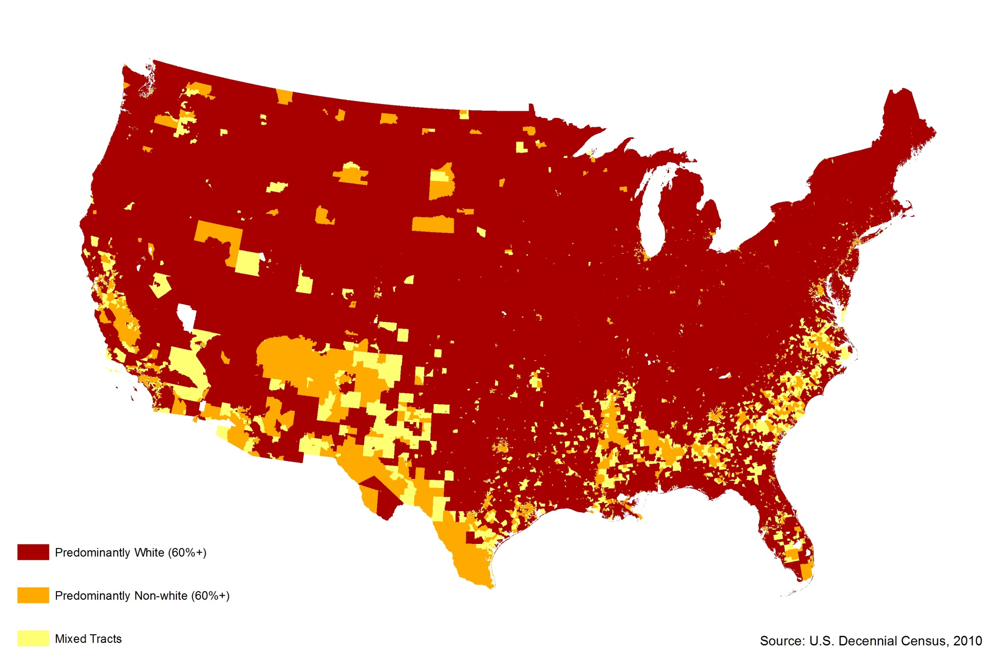 Predominantly White (60%+)
Predominantly Non-white (60%+)
Mixed Tracts
Source: U.S. Decennial Census, 2010